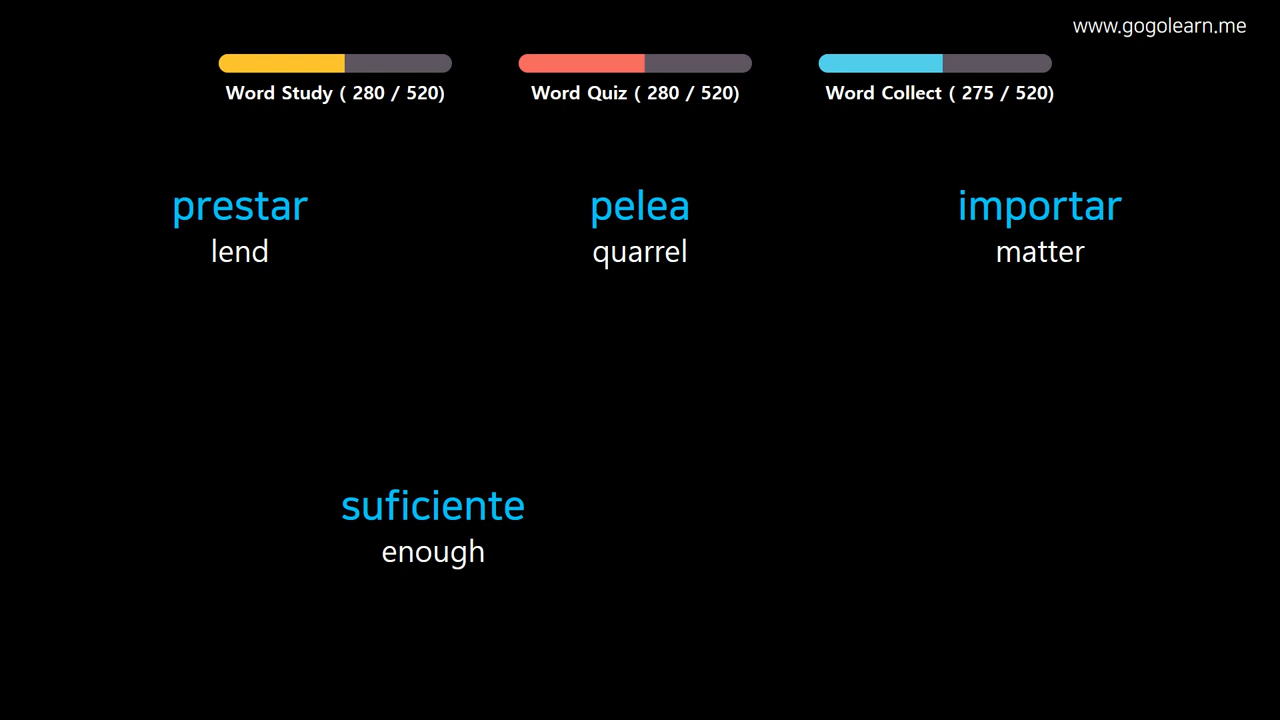 www.gogolearn.me
Word Study ( 280 / 520)
Word Quiz ( 280 / 520)
Word Collect ( 275 / 520)
prestar
lend
pelea
quarrel
importar
matter
suficiente
enough